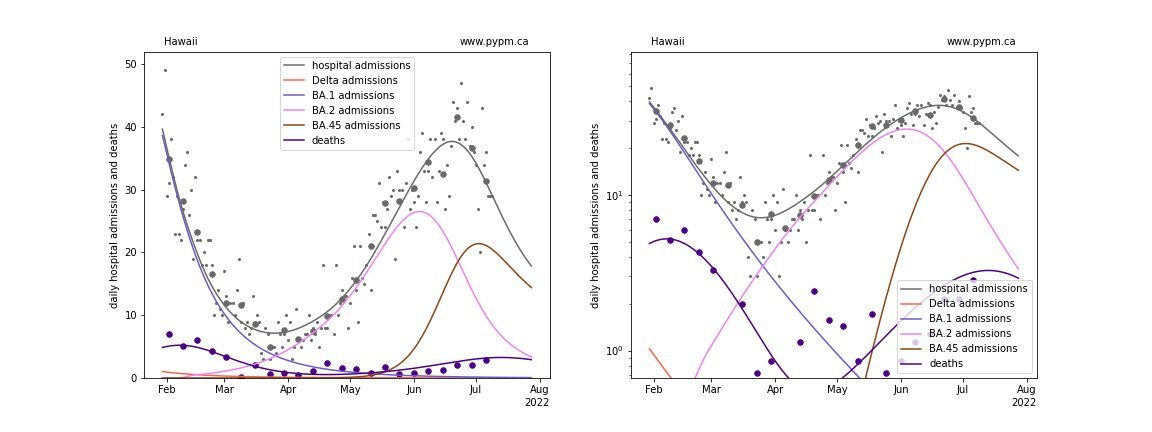 Hawaii www.pypm.ca
50
40
30
20
10
0
daily hospital admissions and deaths
hospital admissions
Delta admissions
BA.1 admissions
BA.2 admissions
BA.45 admissions
deaths
Feb Mar Apr May Jun Jul Aug
2022
Hawaii www.pypm.ca
10¹
10⁰
daily hospital admissions and deaths
hospital admissions
Delta admissions
BA.1 admissions
BA.2 admissions
BA.45 admissions
deaths
Feb Mar Apr May Jun Jul Aug
2022